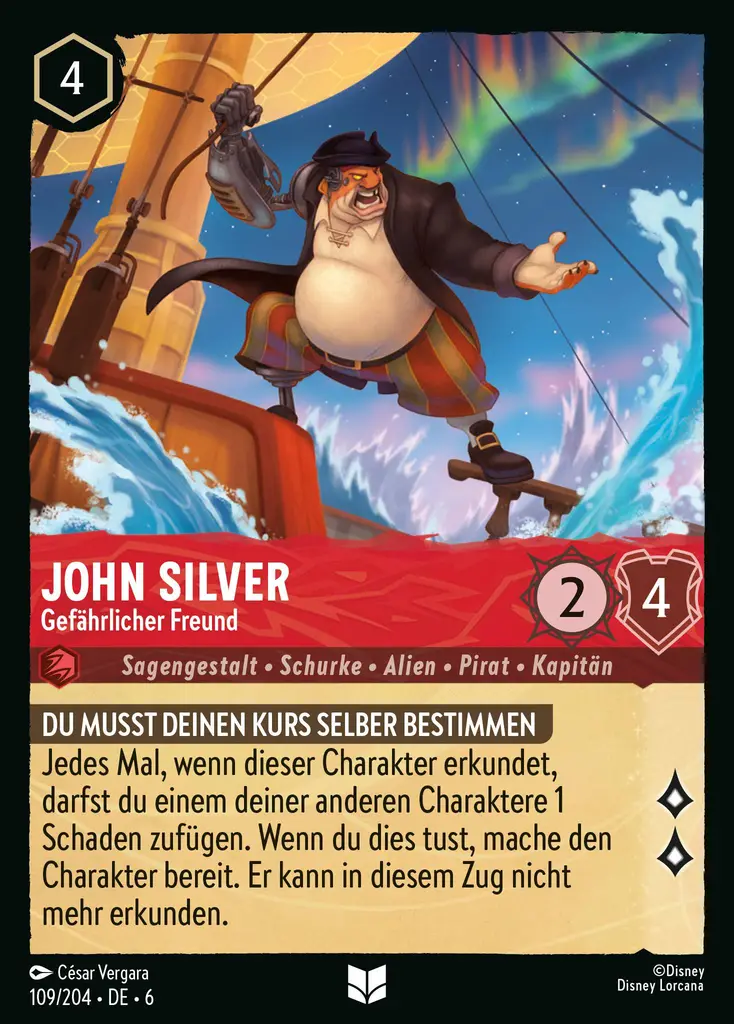 4
JOHN SILVER
Gefährlicher Freund
2
4
Sagengestalt • Schurke • Alien • Pirat • Kapitän
DU MUSST DEINEN KURS SELBER BESTIMMEN
Jedes Mal, wenn dieser Charakter erkundet,
darfst du einem deiner anderen Charaktere 1
Schaden zufügen. Wenn du dies tust, mache den
Charakter bereit. Er kann in diesem Zug nicht
mehr erkunden.
César Vergara
109/204 • DE • 6
©Disney
Disney Lorcana